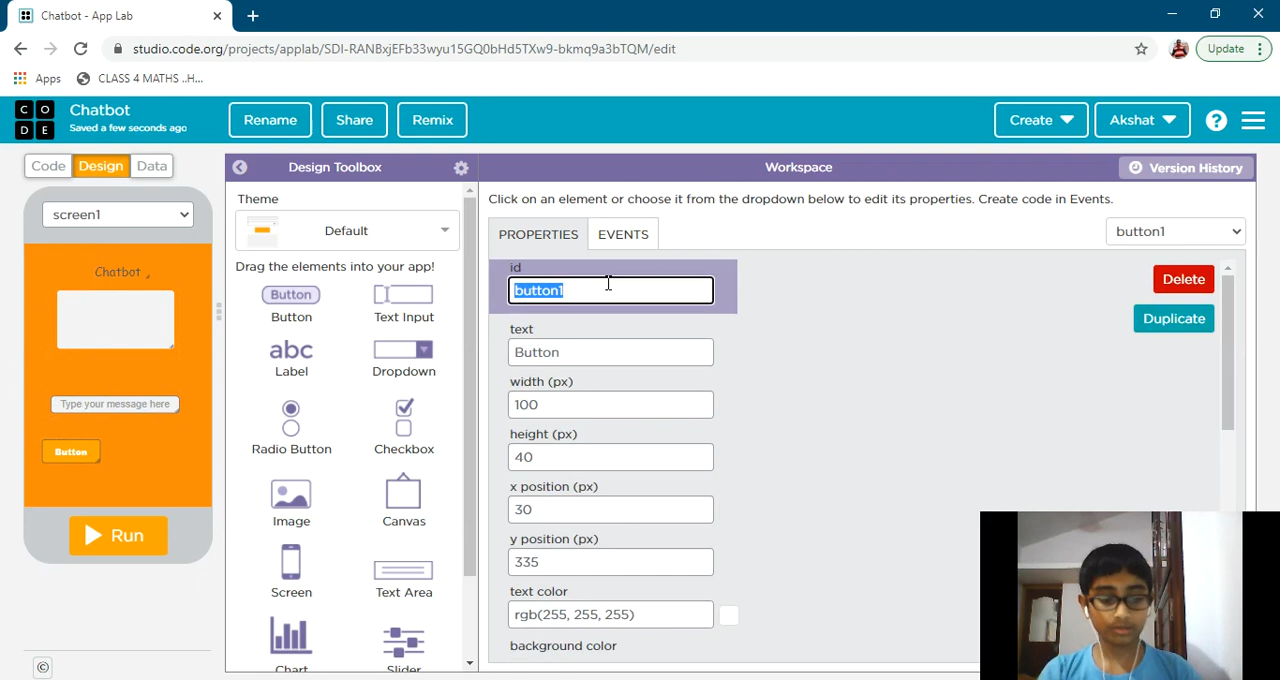 Chatbot - App Lab
studio.code.org/projects/applab/SDI-RANBxjEFb33wyu15GQ0bHd5TXw9-bkmq9a3bTQM/edit
Update
Apps
CLASS 4 MATHS ..H...
C O
D E
Chatbot
Saved a few seconds ago
Rename
Share
Remix
Create
Akshat
?
Code
Design
Data
Design Toolbox
Workspace
Version History
screen1
Theme
Default
Click on an element or choose it from the dropdown below to edit its properties. Create code in Events.
PROPERTIES
EVENTS
button1
Drag the elements into your app!
Chatbot
Type your message here
Button
Run
Button
Button
Text Input
abc
Label
Dropdown
Radio Button
Checkbox
Image
Canvas
Screen
Text Area
Chart
Slider
id
button1
Delete
Duplicate
text
Button
width (px)
100
height (px)
40
x position (px)
30
y position (px)
335
text color
rgb(255, 255, 255)
background color
©